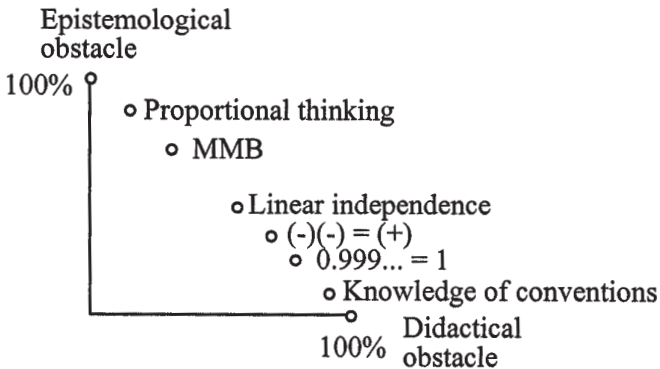 Epistemological
obstacle
100%
Proportional thinking
MMB
Linear independence
(-)(-) = (+)
0.999... = 1
Knowledge of conventions
100%
Didactical
obstacle